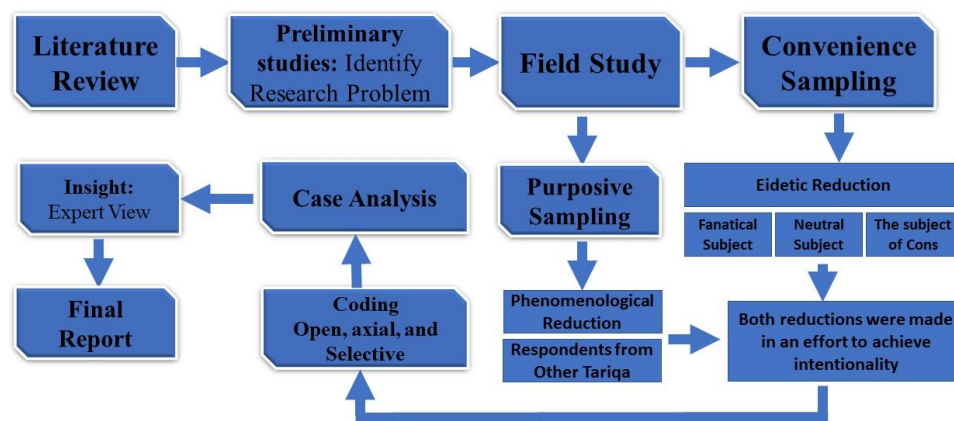 Literature
Review
Preliminary
studies: Identify
Research Problem
Field Study
Convenience
Sampling
Insight:
Expert View
Case Analysis
Purposive
Sampling
Eidetic Reduction
Fanatical
Subject
Neutral
Subject
The subject
of Cons
Final
Report
Coding
Open, axial, and
Selective
Phenomenological
Reduction
Respondents from
Other Tariqa
Both reductions were made
in an effort to achieve
intentionality